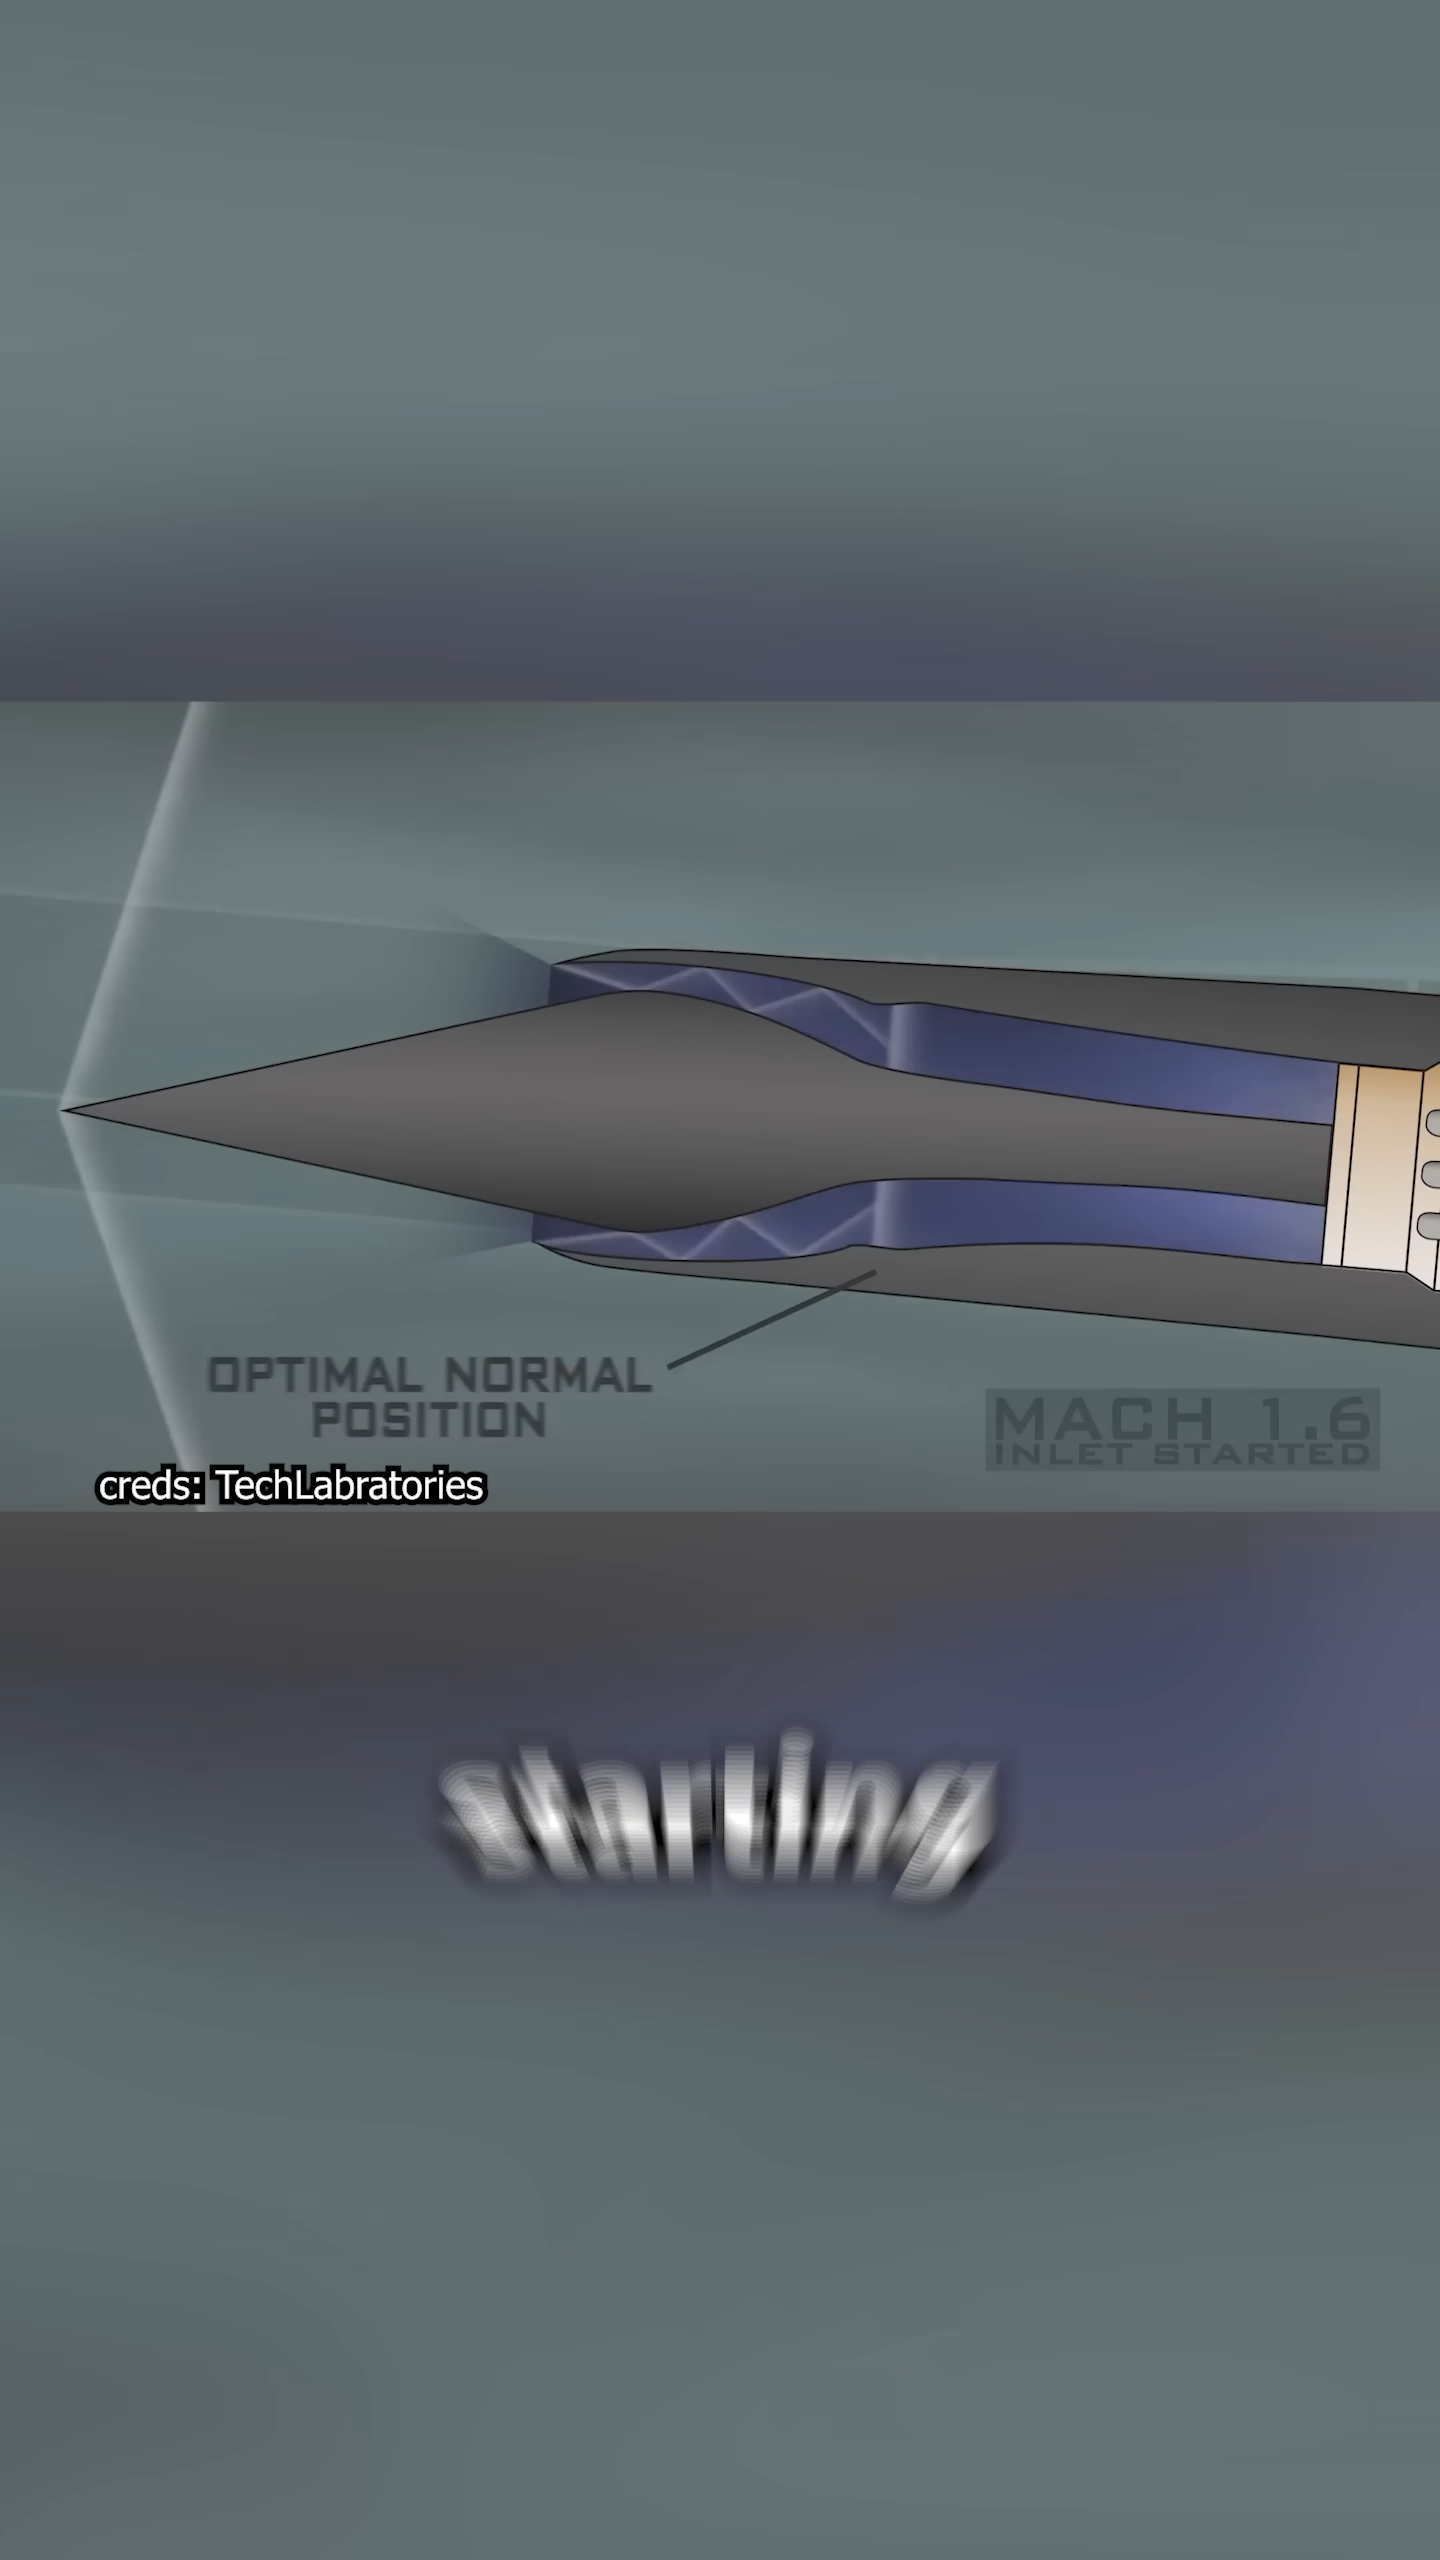 OPTIMAL NORMAL
POSITION
MACH 1.6
INLET STARTED
creds: TechLabratories
starting